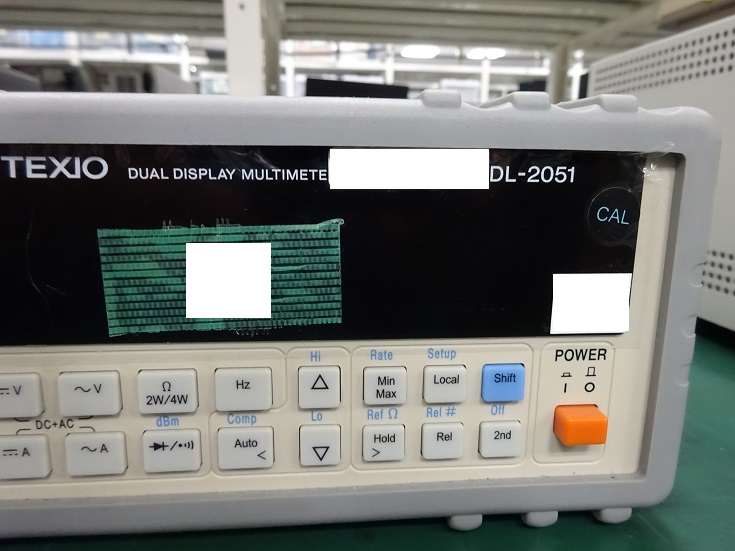 TEXIO DUAL DISPLAY MULTIMETE DL-2051
CAL
Hi Rate Setup POWER
V ~V Ω 2W/4W Hz △ Min Max Local Shift I O
DC+AC dBm Comp Lo Ref Ω Rel # Off
A ~A Auto < ▽ Hold > Rel 2nd